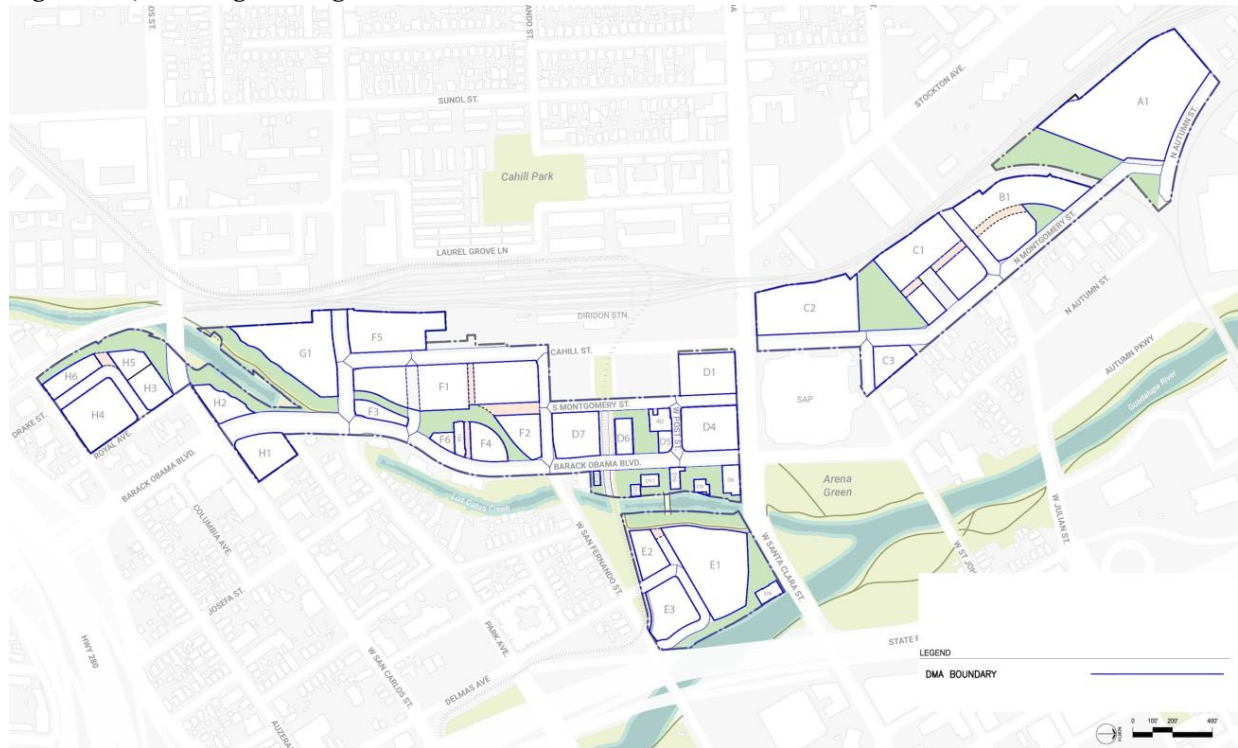 SUNOL ST.
STOCKTON AVE.
A1
N AUTUMN ST.
Cahill Park
B1
LAUREL GROVE LN
C1
N MONTGOMERY ST.
N AUTUMN ST.
C2
DIRIDON STN.
F5
G1
AUTUMN PKWY
CAHILL ST.
C3
H5
H6
H3
F1
D1
SAP
Guadalupe River
S MONTGOMERY ST.
H2
H4
F3
W POST ST.
DRAKE ST.
F2
D7
D6
D4
F6
F4
D5
ROYAL AVE.
H1
BARACK OBAMA BLVD.
BARACK OBAMA BLVD.
Arena
Green
Los Gatos Creek
COLUMBIA AVE.
W SAN FERNANDO ST.
W SANTA CLARA ST.
W JULIAN ST.
E2
E1
JOSEFA ST.
E3
PARK AVE.
HWY 280
W SAN CARLOS ST.
DELMAS AVE
LEGEND
DMA BOUNDARY
0 100' 200' 400'
NORTH